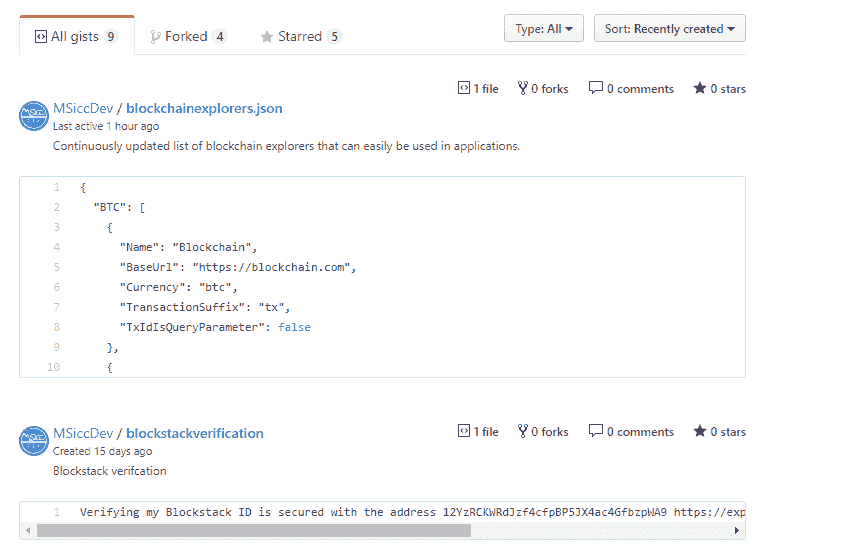 All gists 9 Forked 4 Starred 5 Type: All Sort: Recently created
1 file 0 forks 0 comments 0 stars
MSiccDev / blockchainexplorers.json
Last active 1 hour ago
Continuously updated list of blockchain explorers that can easily be used in applications.
1 {
2 "BTC": [
3 {
4 "Name": "Blockchain",
5 "BaseUrl": "https://blockchain.com",
6 "Currency": "btc",
7 "TransactionSuffix": "tx",
8 "TxIdIsQueryParameter": false
9 },
10 {
1 file 0 forks 0 comments 0 stars
MSiccDev / blockstackverification
Created 15 days ago
Blockstack verifcation
1 Verifying my Blockstack ID is secured with the address 12YzRCKWRdJzf4cfpBP5JX4ac4GfbzpWA9 https://exp